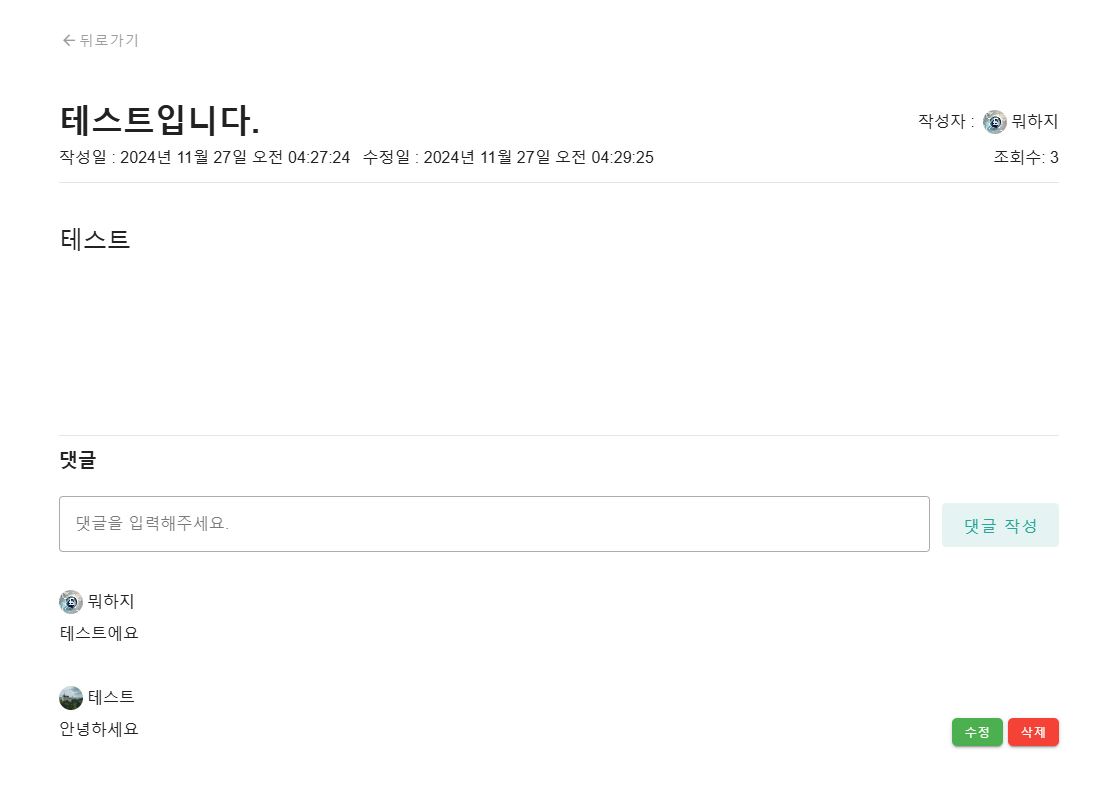 뒤로가기
테스트입니다.
작성자 : 뭐하지
작성일 : 2024년 11월 27일 오전 04:27:24 수정일 : 2024년 11월 27일 오전 04:29:25
조회수: 3
테스트
댓글
댓글을 입력해주세요.
댓글 작성
뭐하지
테스트에요
테스트
안녕하세요
수정
삭제